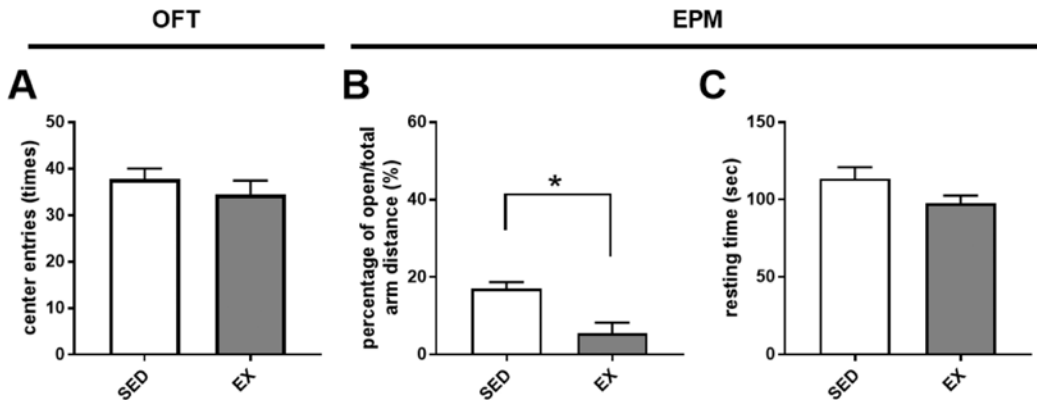 OFT
EPM
A
center entries (times)
50
40
30
20
10
0
SED
EX
B
percentage of open/total
arm distance (%)
60
40
20
0
*
SED
EX
C
resting time (sec)
150
100
50
0
SED
EX